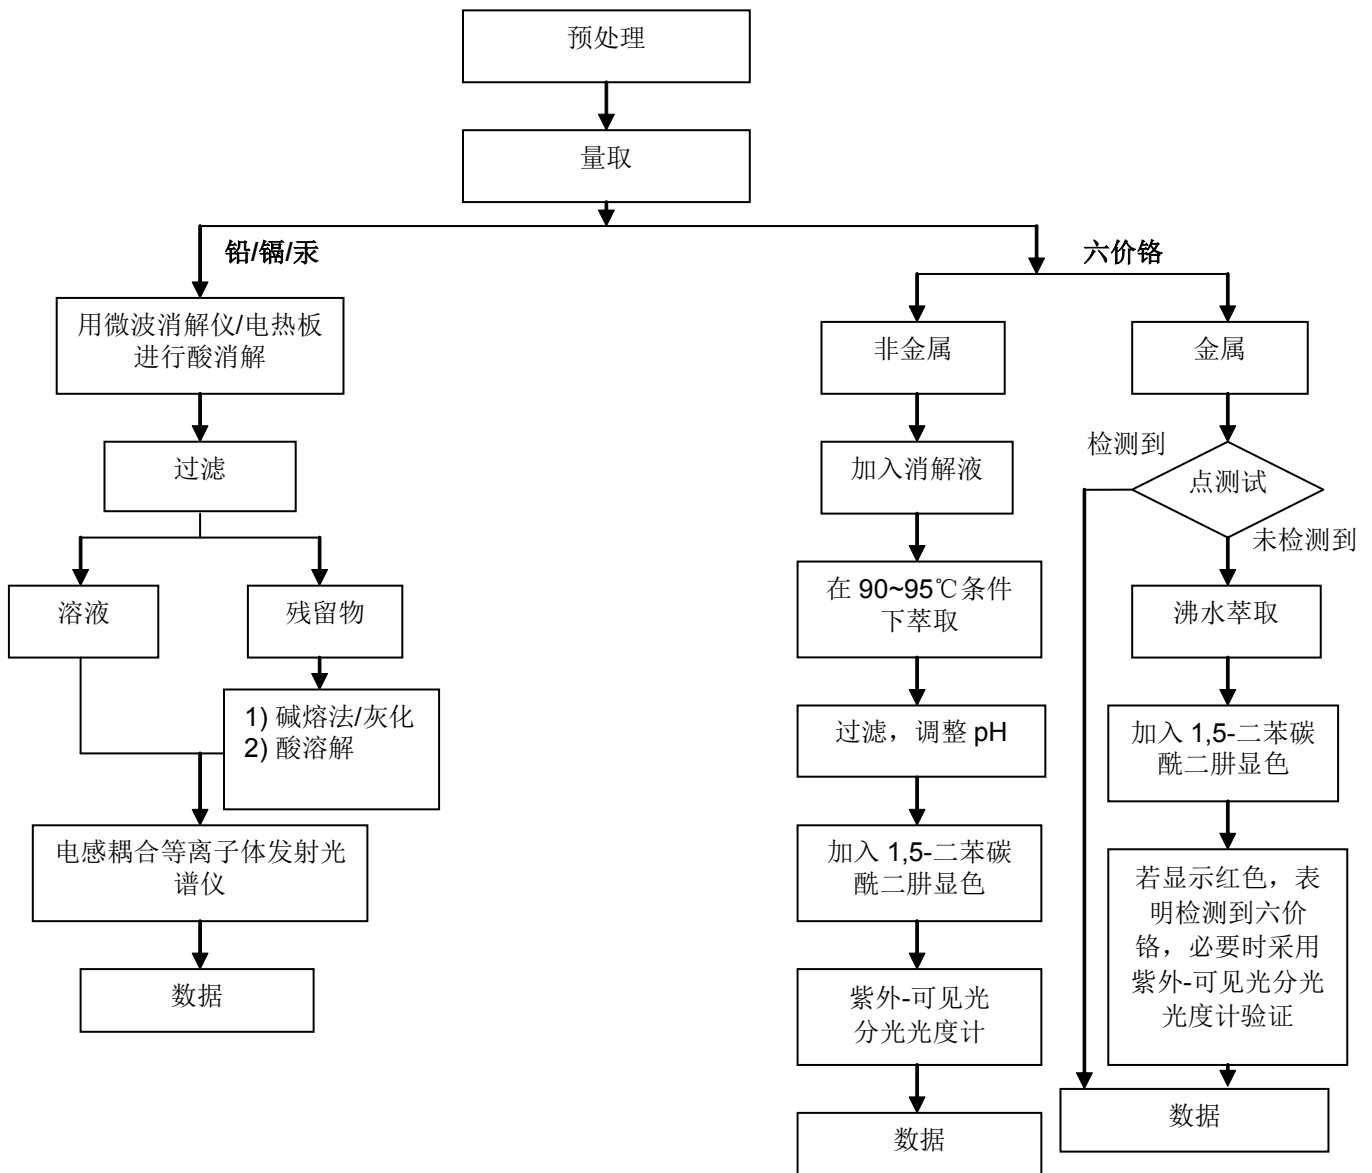 预处理
量取
铅/镉/汞
六价铬
用微波消解仪/电热板
进行酸消解
过滤
溶液
残留物
1) 碱熔法/灰化
2) 酸溶解
电感耦合等离子体发射光
谱仪
数据
非金属
加入消解液
在 90~95℃条件
下萃取
过滤，调整 pH
加入 1,5-二苯碳
酰二肼显色
紫外-可见光
分光光度计
数据
金属
检测到
点测试
未检测到
沸水萃取
加入 1,5-二苯碳
酰二肼显色
若显示红色，表
明检测到六价
铬，必要时采用
紫外-可见光分光
光度计验证
数据